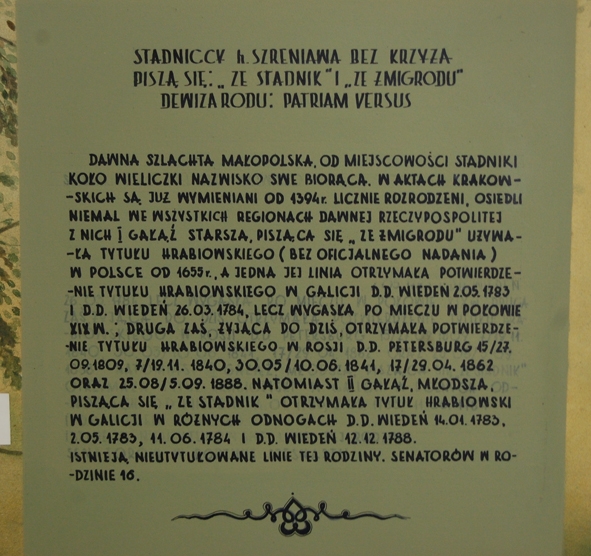 STADNICCY h. SZRENIAWA BEZ KRZYŻA
PISZĄ SIĘ: „ZE STADNIK" I „ZE ŻMIGRODU"
DEWIZA RODU: PATRIAM VERSUS
DAWNA SZLACHTA MAŁOPOLSKA, OD MIEJSCOWOŚCI STADNIKI
KOŁO WIELICZKI NAZWISKO SWE BIORĄCA. W AKTACH KRAKOW-
-SKICH SĄ JUŻ WYMIENIANI OD 1394r. LICZNIE ROZRODZENI, OSIEDLI
NIEMAL WE WSZYSTKICH REGIONACH DAWNEJ RZECZYPOSPOLITEJ
Z NICH I GAŁĄŹ STARSZA, PISZĄCA SIĘ „ZE ŻMIGRODU" UŻYWA-
-ŁA TYTUŁU HRABIOWSKIEGO (BEZ OFICJALNEGO NADANIA)
W POLSCE OD 1655r., A JEDNA JEJ LINIA OTRZYMAŁA POTWIERDZE-
-NIE TYTUŁU HRABIOWSKIEGO W GALICJI D.D. WIEDEŃ 2.05.1783
I D.D. WIEDEŃ 26.03.1784, LECZ WYGASŁA PO MIECZU W POŁOWIE
XIX W.; DRUGA ZAŚ, ŻYJĄCA DO DZIŚ, OTRZYMAŁA POTWIERDZE-
-NIE TYTUŁU HRABIOWSKIEGO W ROSJI D.D. PETERSBURG 15/27.
09.1809, 7/19.11. 1840, 30.05/10.06. 1841, 17/29.04. 1862
ORAZ 25.08/5.09. 1888. NATOMIAST II GAŁĄŹ, MŁODSZA,
PISZĄCA SIĘ „ZE STADNIK" OTRZYMAŁA TYTUŁ HRABIOWSKI
W GALICJI W RÓŻNYCH ODNOGACH D.D. WIEDEŃ 14.01.1783,
2.05.1783, 11.06.1784 I D.D. WIEDEŃ 12.12.1788.
ISTNIEJĄ NIEUTYTUŁOWANE LINIE TEJ RODZINY. SENATORÓW W RO-
-DZINIE 16.